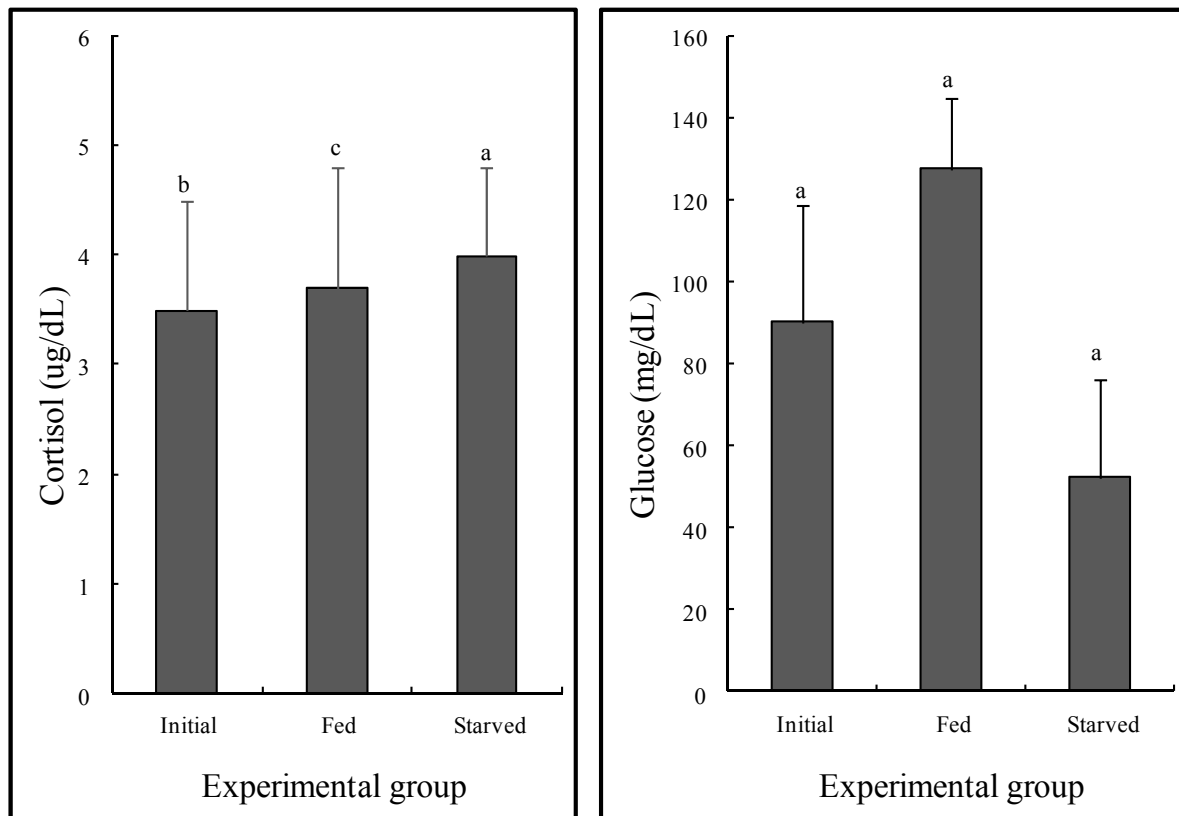 Cortisol (ug/dL)
6
5
4
3
2
1
0
b
c
a
Initial
Fed
Starved
Experimental group
Glucose (mg/dL)
160
140
120
100
80
60
40
20
0
a
a
a
Initial
Fed
Starved
Experimental group